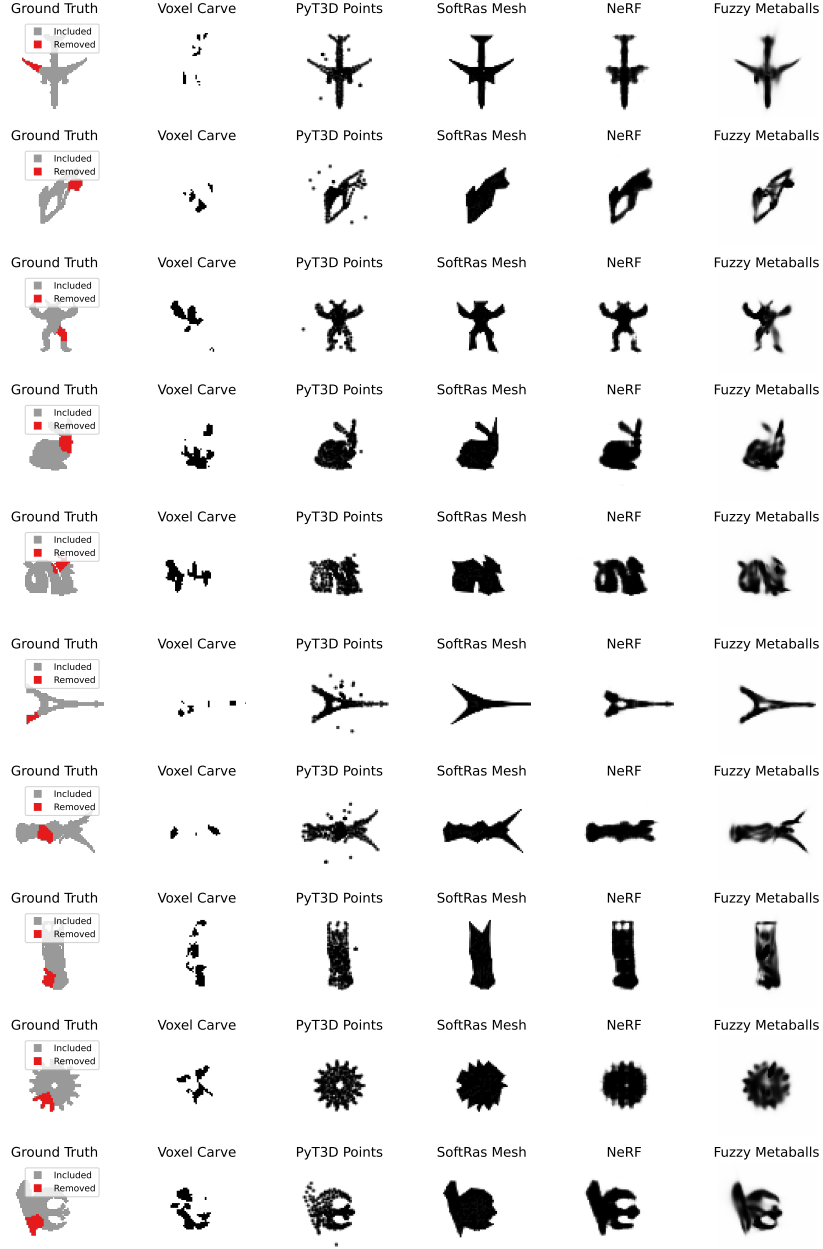 Ground Truth Voxel Carve PyT3D Points SoftRas Mesh NeRF Fuzzy Metaballs
Included
Removed
Ground Truth Voxel Carve PyT3D Points SoftRas Mesh NeRF Fuzzy Metaballs
Included
Removed
Ground Truth Voxel Carve PyT3D Points SoftRas Mesh NeRF Fuzzy Metaballs
Included
Removed
Ground Truth Voxel Carve PyT3D Points SoftRas Mesh NeRF Fuzzy Metaballs
Included
Removed
Ground Truth Voxel Carve PyT3D Points SoftRas Mesh NeRF Fuzzy Metaballs
Included
Removed
Ground Truth Voxel Carve PyT3D Points SoftRas Mesh NeRF Fuzzy Metaballs
Included
Removed
Ground Truth Voxel Carve PyT3D Points SoftRas Mesh NeRF Fuzzy Metaballs
Included
Removed
Ground Truth Voxel Carve PyT3D Points SoftRas Mesh NeRF Fuzzy Metaballs
Included
Removed
Ground Truth Voxel Carve PyT3D Points SoftRas Mesh NeRF Fuzzy Metaballs
Included
Removed
Ground Truth Voxel Carve PyT3D Points SoftRas Mesh NeRF Fuzzy Metaballs
Included
Removed